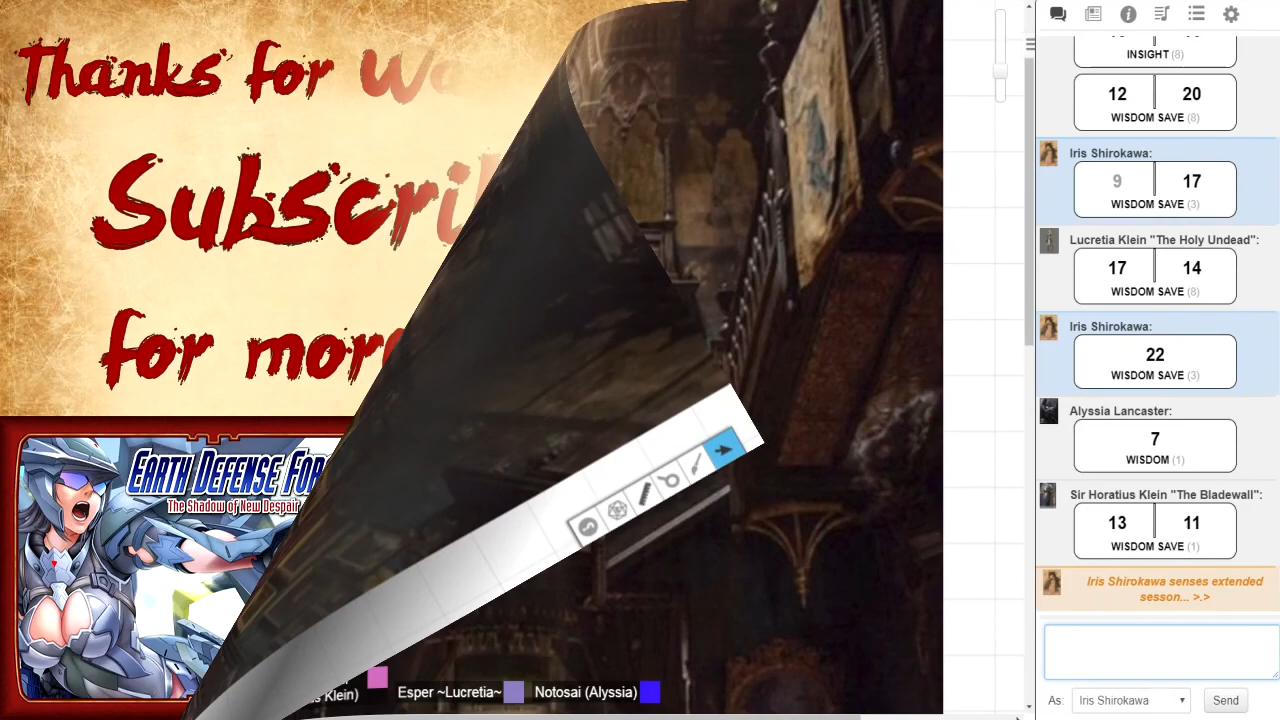 Thanks for
Subscri
for more
EARTH DEFENSE FOR
The Shadow of New Despair
s Klein)
Esper ~Lucretia~
Notosai (Alyssia)
INSIGHT (8)
12 20
WISDOM SAVE (8)
Iris Shirokawa:
9 17
WISDOM SAVE (3)
Lucretia Klein "The Holy Undead":
17 14
WISDOM SAVE (8)
Iris Shirokawa:
22
WISDOM SAVE (3)
Alyssia Lancaster:
7
WISDOM (1)
Sir Horatius Klein "The Bladewall":
13 11
WISDOM SAVE (1)
Iris Shirokawa senses extended
sesson... >.>
As: Iris Shirokawa Send